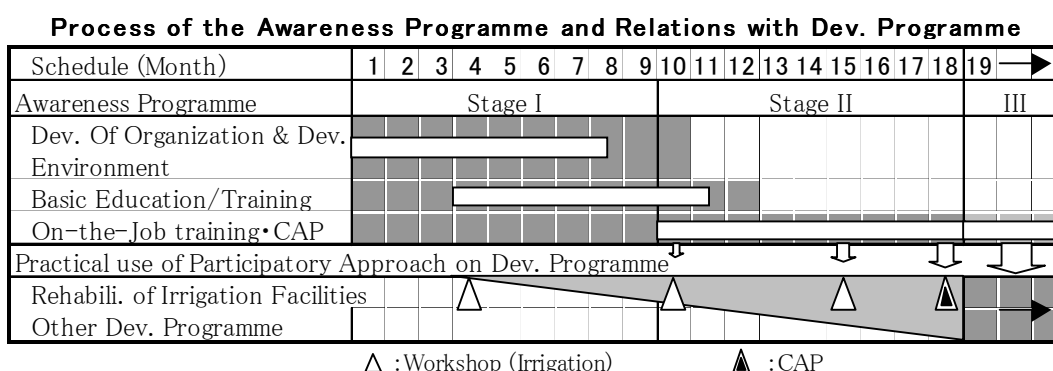 Process of the Awareness Programme and Relations with Dev. Programme
Schedule (Month) 1 2 3 4 5 6 7 8 9 10 11 12 13 14 15 16 17 18 19
Awareness Programme Stage I Stage II III
Dev. Of Organization & Dev.
Environment
Basic Education/Training
On-the-Job training・CAP
Practical use of Participatory Approach on Dev. Programme
Rehabili. of Irrigation Facilities
Other Dev. Programme
:Workshop (Irrigation) :CAP